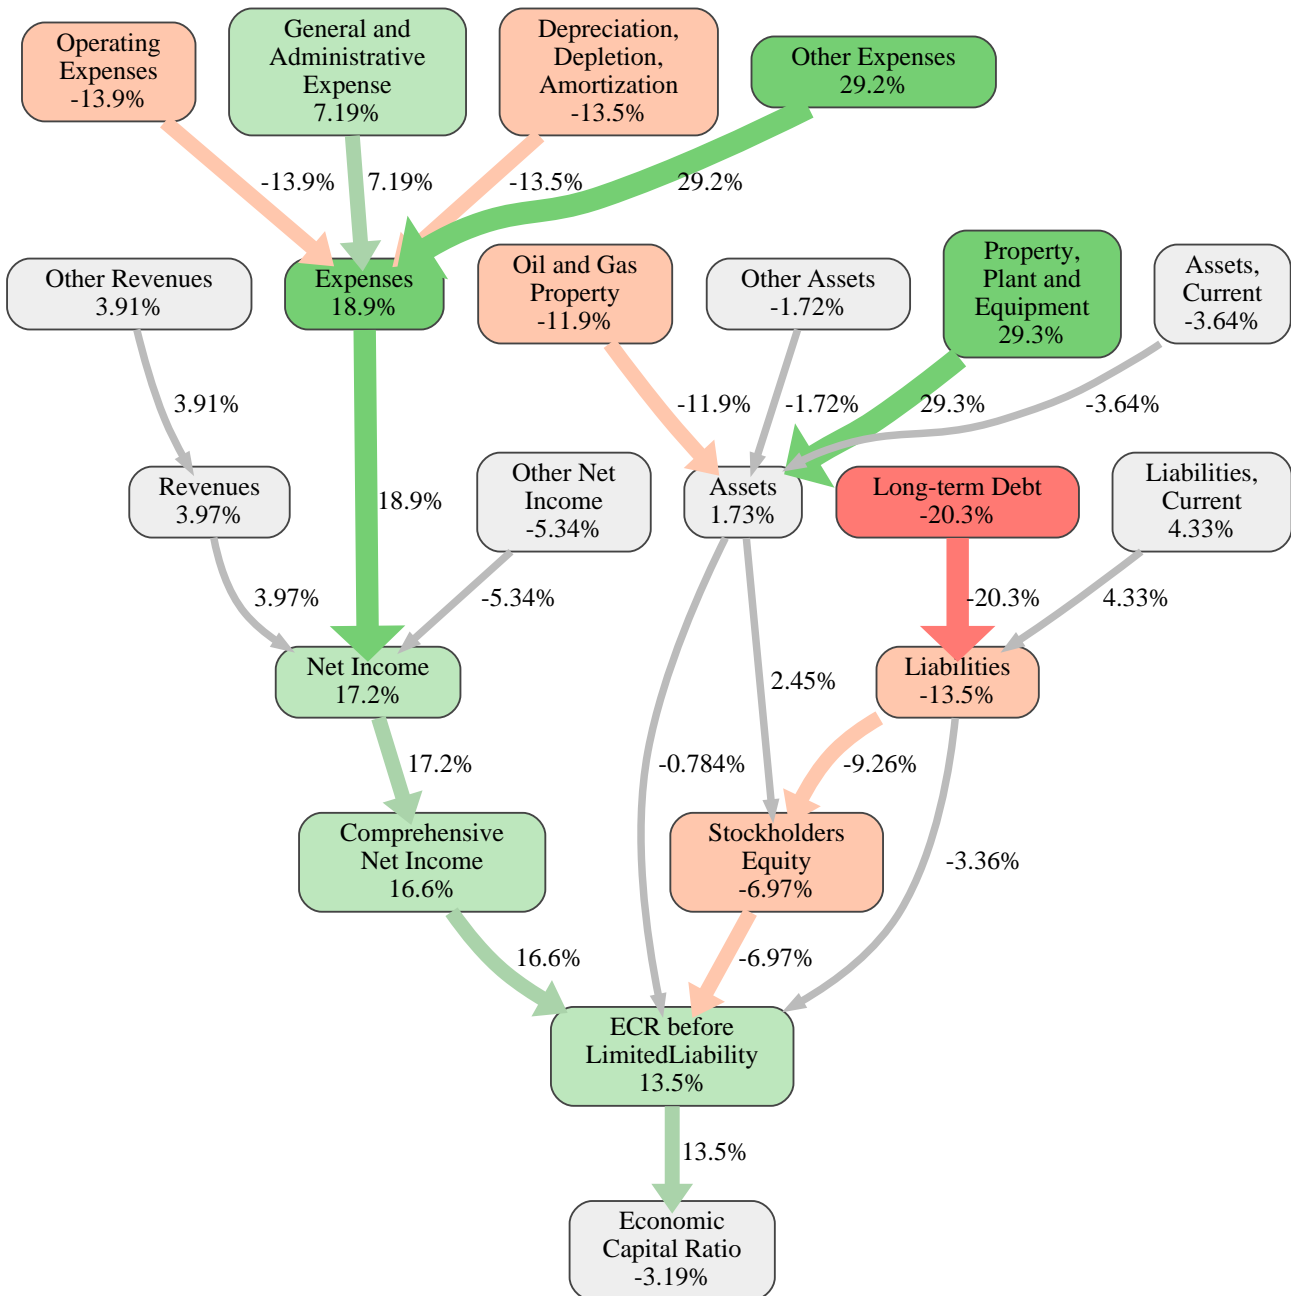 Operating
Expenses
-13.9%
General and
Administrative
Expense
7.19%
Depreciation,
Depletion,
Amortization
-13.5%
Other Expenses
29.2%
-13.9%
7.19%
-13.5%
29.2%
Other Revenues
3.91%
Expenses
18.9%
Oil and Gas
Property
-11.9%
Other Assets
-1.72%
Property,
Plant and
Equipment
29.3%
Assets,
Current
-3.64%
3.91%
-11.9%
-1.72%
29.3%
-3.64%
Revenues
3.97%
18.9%
Other Net
Income
-5.34%
Assets
1.73%
Long-term Debt
-20.3%
Liabilities,
Current
4.33%
3.97%
-5.34%
-20.3%
4.33%
Net Income
17.2%
2.45%
Liabilities
-13.5%
17.2%
-0.784%
-9.26%
Comprehensive
Net Income
16.6%
Stockholders
Equity
-6.97%
-3.36%
16.6%
-6.97%
ECR before
LimitedLiability
13.5%
13.5%
Economic
Capital Ratio
-3.19%